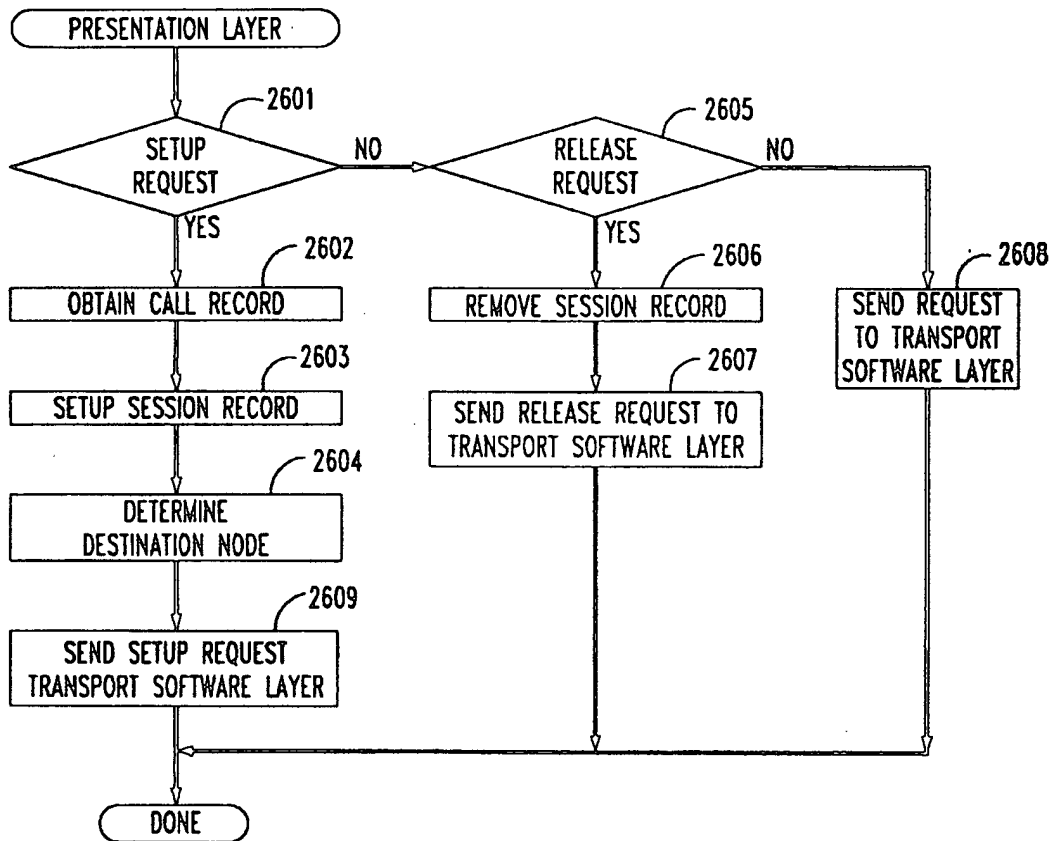 PRESENTATION LAYER
2601
SETUP
REQUEST
NO
YES
2605
RELEASE
REQUEST
NO
YES
2602
OBTAIN CALL RECORD
2606
REMOVE SESSION RECORD
2608
SEND REQUEST
TO TRANSPORT
SOFTWARE LAYER
2603
SETUP SESSION RECORD
2607
SEND RELEASE REQUEST TO
TRANSPORT SOFTWARE LAYER
2604
DETERMINE
DESTINATION NODE
2609
SEND SETUP REQUEST
TRANSPORT SOFTWARE LAYER
DONE